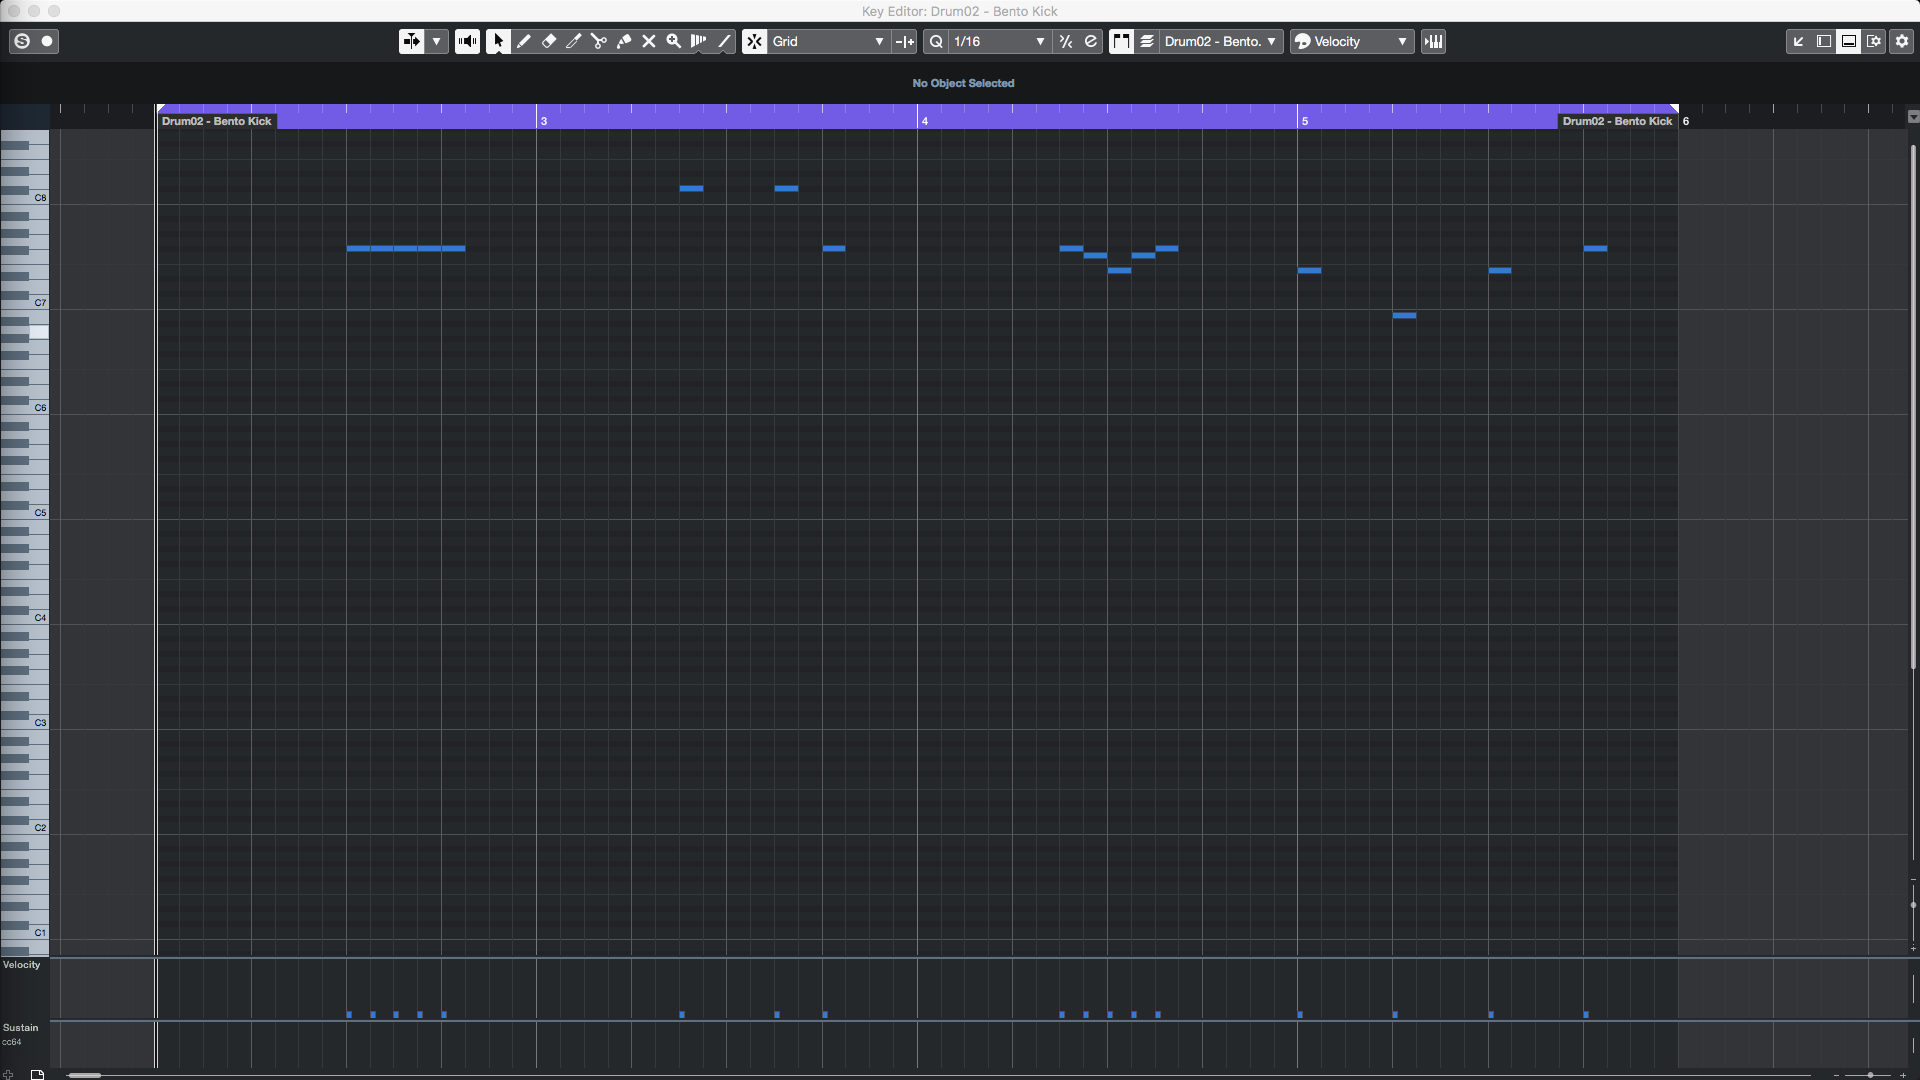 Key Editor: Drum02 - Bento Kick
S
Grid
Q 1/16
Drum02 - Bento.
Velocity
No Object Selected
Drum02 - Bento Kick
3
4
5
Drum02 - Bento Kick
6
C8
C7
C6
C5
C4
C3
C2
C1
Velocity
Sustain
cc64